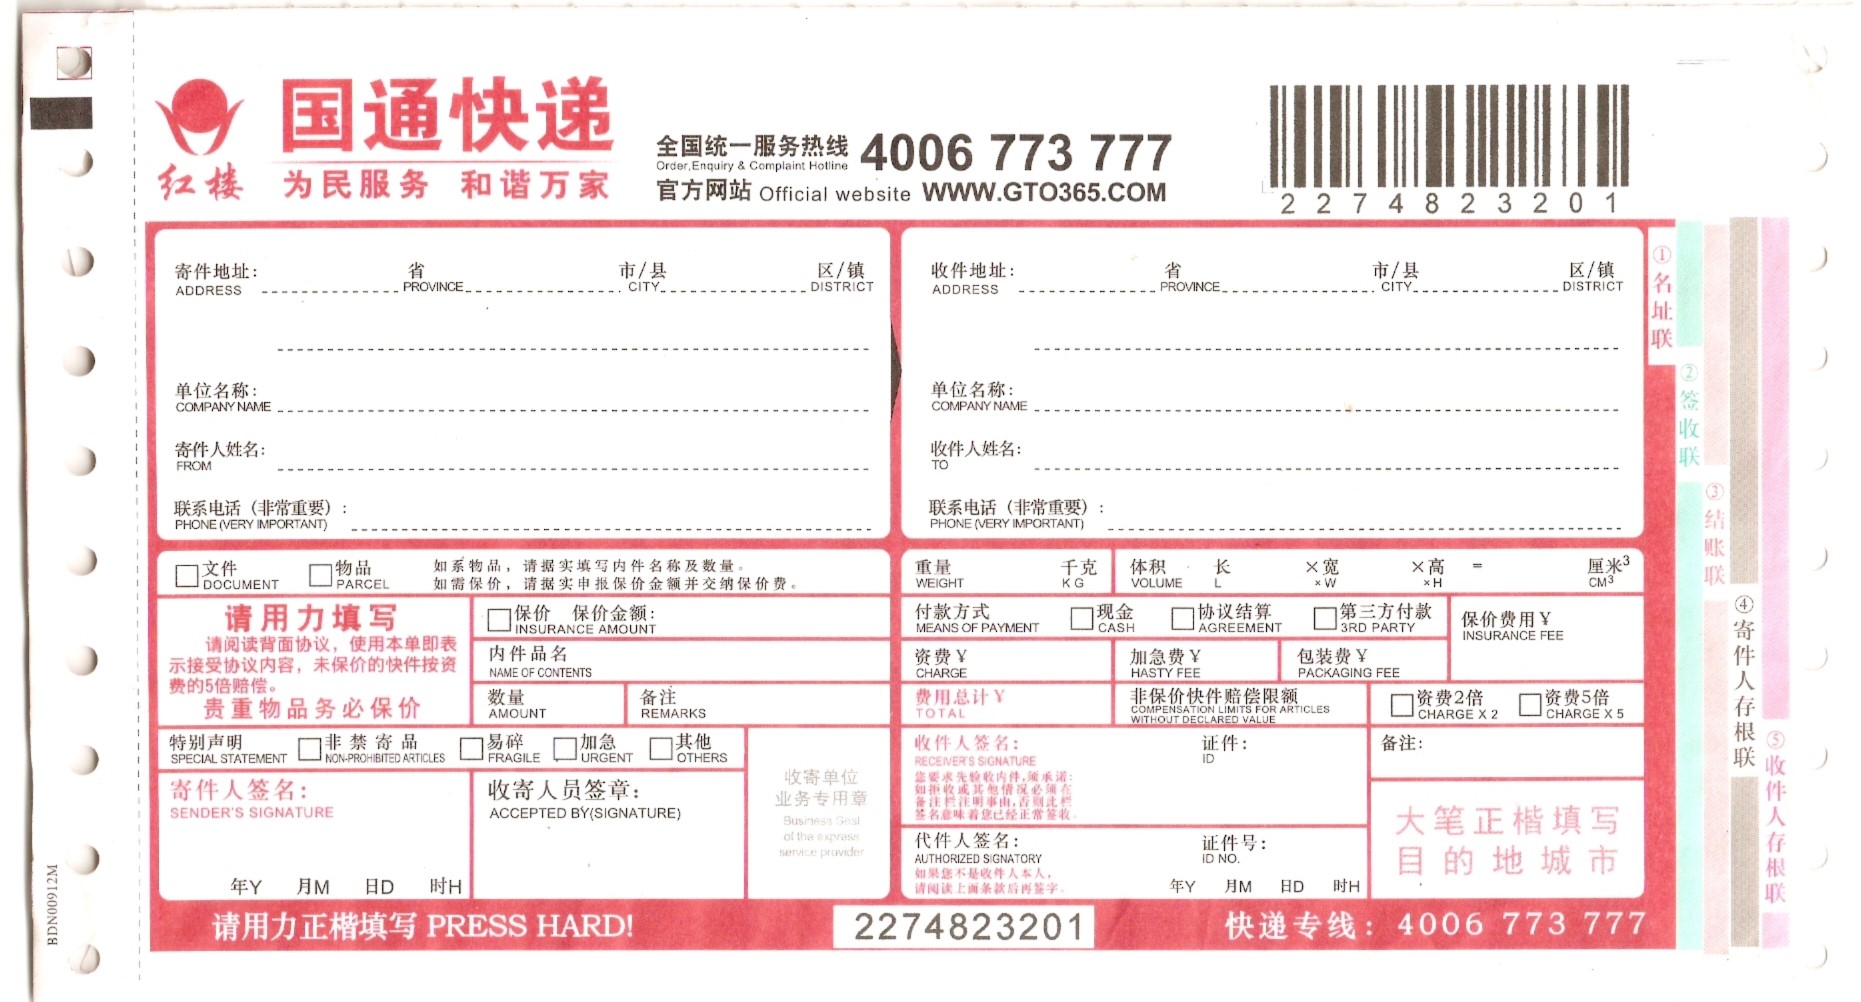 国通快递
红楼
为民服务 和谐万家
全国统一服务热线 4006 773 777
Order,Enquiry & Complaint Hotline
官方网站 Official website WWW.GTO365.COM
2274823201
寄件地址: 省 市/县 区/镇
ADDRESS PROVINCE CITY DISTRICT
单位名称:
COMPANY NAME
寄件人姓名:
FROM
联系电话（非常重要）:
PHONE (VERY IMPORTANT)
收件地址: 省 市/县 区/镇
ADDRESS PROVINCE CITY DISTRICT
单位名称:
COMPANY NAME
收件人姓名:
TO
联系电话（非常重要）:
PHONE (VERY IMPORTANT)
文件 物品
DOCUMENT PARCEL
如系物品，请据实填写内件名称及数量。
如需保价，请据实申报保价金额并交纳保价费。
请用力填写
请阅读背面协议，使用本单即表
示接受协议内容，未保价的快件按资
费的5倍赔偿。
贵重物品务必保价
保价 保价金额:
INSURANCE AMOUNT
内件品名
NAME OF CONTENTS
数量 备注
AMOUNT REMARKS
特别声明 非禁寄品 易碎 加急 其他
SPECIAL STATEMENT NON-PROHIBITED ARTICLES FRAGILE URGENT OTHERS
寄件人签名:
SENDER'S SIGNATURE
年Y 月M 日D 时H
收寄人员签章:
ACCEPTED BY(SIGNATURE)
收寄单位
业务专用章
Business Seal
of the express
service provider
重量 千克
WEIGHT KG
体积 长 ×宽 ×高 = 厘米3
VOLUME L ×W ×H CM3
付款方式 现金 协议结算 第三方付款
MEANS OF PAYMENT CASH AGREEMENT 3RD PARTY
保价费用¥
INSURANCE FEE
资费¥ 加急费¥ 包装费¥
CHARGE HASTY FEE PACKAGING FEE
费用总计¥
TOTAL
非保价快件赔偿限额
COMPENSATION LIMITS FOR ARTICLES
WITHOUT DECLARED VALUE
资费2倍 资费5倍
CHARGE X 2 CHARGE X 5
收件人签名: 证件:
RECEIVER'S SIGNATURE ID
您要求先验收内件,须承诺:
如拒收或其他情况必须在
备注栏注明事由,否则此栏
签名意味着您已经正常签收。
代件人签名: 证件号:
AUTHORIZED SIGNATORY ID NO.
如果您不是收件人本人,
请阅读上面条款后再签字。
年Y 月M 日D 时H
备注:
大笔正楷填写
目的地城市
①名址联
②签收联
③结账联
④寄件人存根联
⑤收件人存根联
请用力正楷填写 PRESS HARD!
2274823201
快递专线: 4006 773 777
BDN00912M